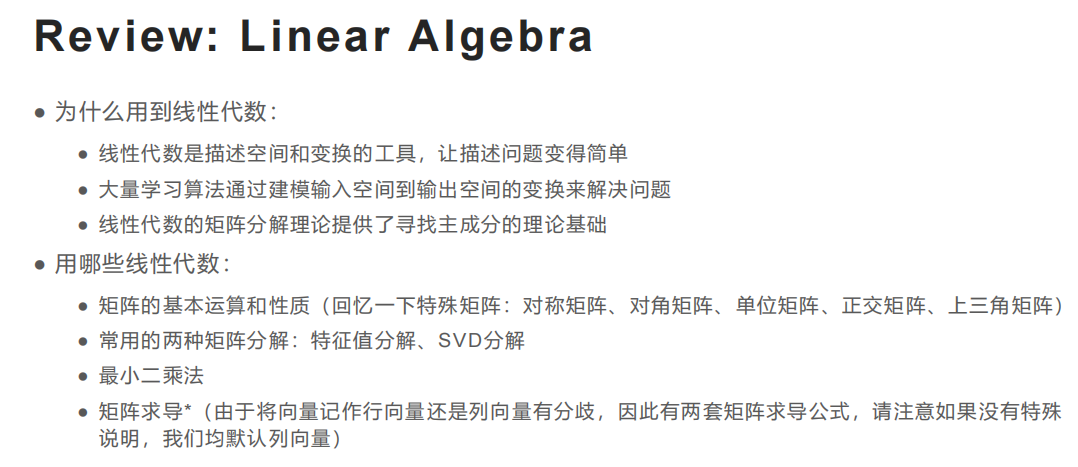 Review: Linear Algebra
● 为什么用到线性代数：
● 线性代数是描述空间和变换的工具，让描述问题变得简单
● 大量学习算法通过建模输入空间到输出空间的变换来解决问题
● 线性代数的矩阵分解理论提供了寻找主成分的理论基础
● 用哪些线性代数：
● 矩阵的基本运算和性质（回忆一下特殊矩阵：对称矩阵、对角矩阵、单位矩阵、正交矩阵、上三角矩阵）
● 常用的两种矩阵分解：特征值分解、SVD分解
● 最小二乘法
● 矩阵求导*（由于将向量记作行向量还是列向量有分歧，因此有两套矩阵求导公式，请注意如果没有特殊
说明，我们均默认列向量）